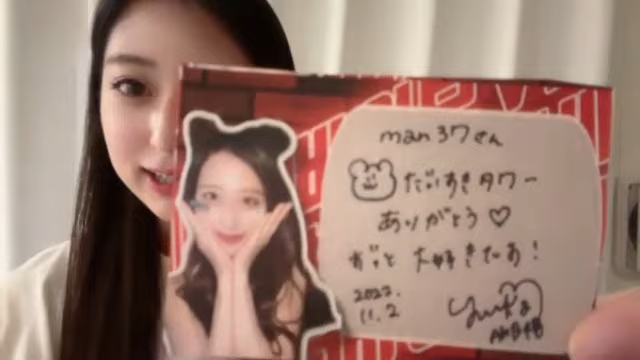 man37さん
だいすきタワー
ありがとう♡
ずっと大好きだお!
2022.
11.2